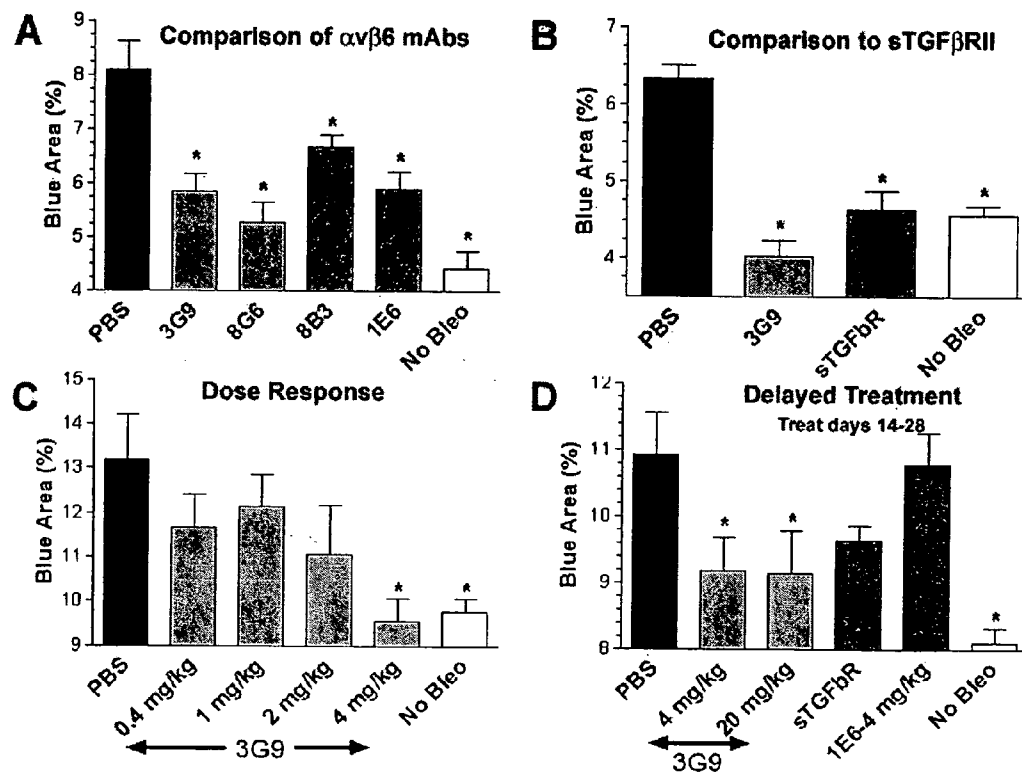 A
Comparison of αvβ6 mAbs
Blue Area (%)
9
8
7
6
5
4
*
*
*
*
*
PBS
3G9
8G6
8B3
1E6
No Bleo
B
Comparison to sTGFβRII
Blue Area (%)
7
6
5
4
*
*
*
PBS
3G9
sTGFbR
No Bleo
C
Dose Response
Blue Area (%)
15
14
13
12
11
10
9
*
*
PBS
0.4 mg/kg
1 mg/kg
2 mg/kg
4 mg/kg
No Bleo
3G9
D
Delayed Treatment
Treat days 14-28
Blue Area (%)
12
11
10
9
8
*
*
*
PBS
4 mg/kg
20 mg/kg
sTGFbR
1E6-4 mg/kg
No Bleo
3G9